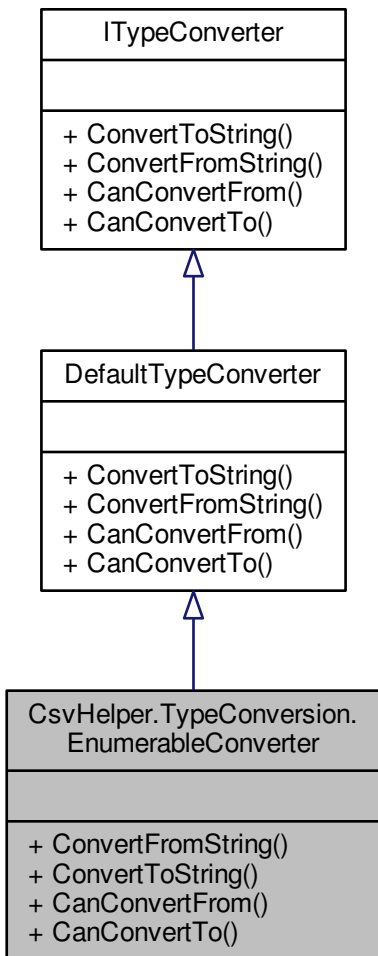 ITypeConverter
+ ConvertToString()
+ ConvertFromString()
+ CanConvertFrom()
+ CanConvertTo()
DefaultTypeConverter
+ ConvertToString()
+ ConvertFromString()
+ CanConvertFrom()
+ CanConvertTo()
CsvHelper.TypeConversion.
EnumerableConverter
+ ConvertFromString()
+ ConvertToString()
+ CanConvertFrom()
+ CanConvertTo()